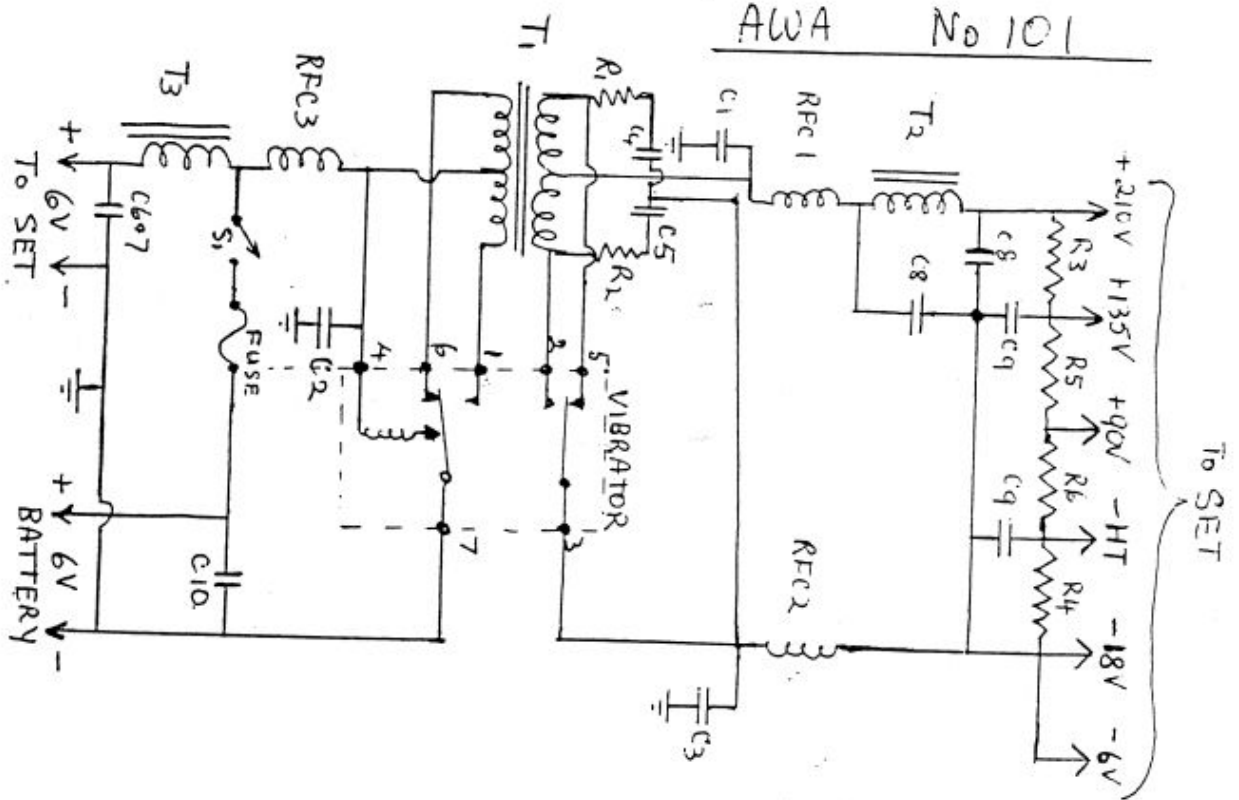 AWA No 101
To SET
+210V +135V +90V -HT -18V -6V
T2
RFC1
C1
C8
C8
R3
C9
R5
R6
C9
R4
RFC2
C3
T1
R1
C4
C5
R2
RFC3
T3
+ 6V -
TO SET
C607
S1
FUSE
C2
4
6
1
2
5
VIBRATOR
7
3
C10
+ 6V -
BATTERY